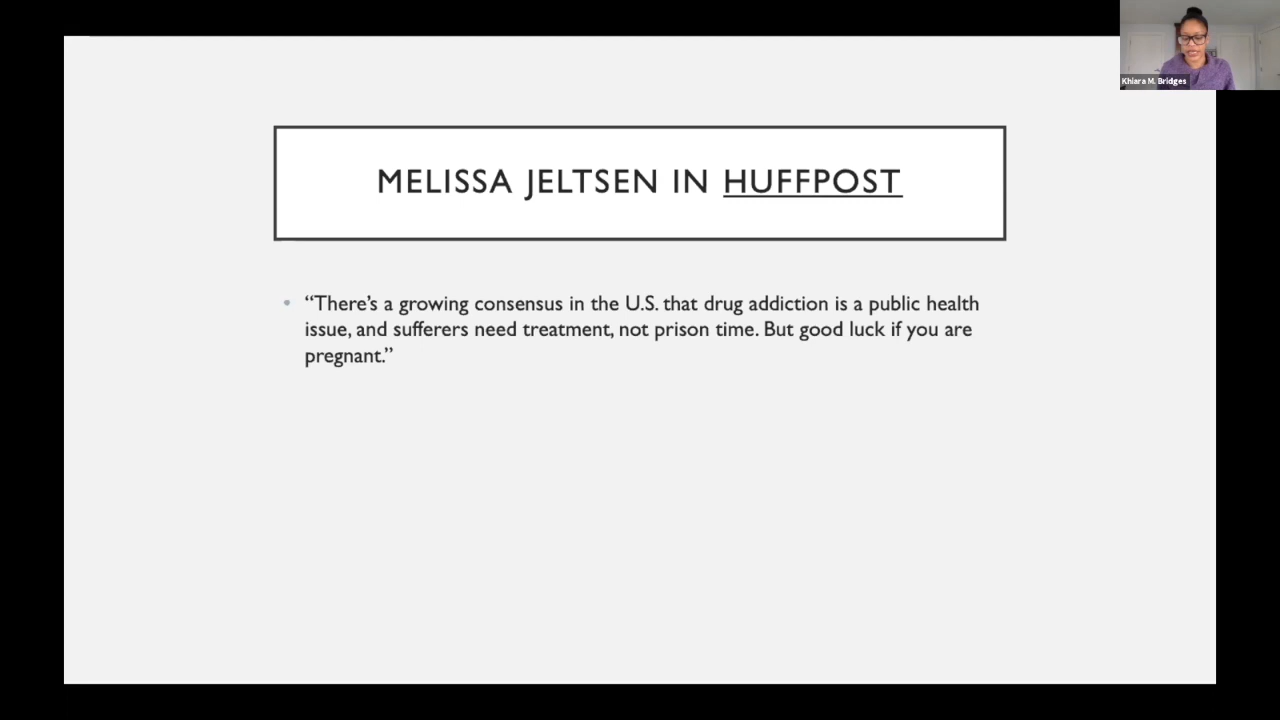 Khiara M. Bridges
MELISSA JELTSEN IN HUFFPOST
• “There’s a growing consensus in the U.S. that drug addiction is a public health
issue, and sufferers need treatment, not prison time. But good luck if you are
pregnant.”